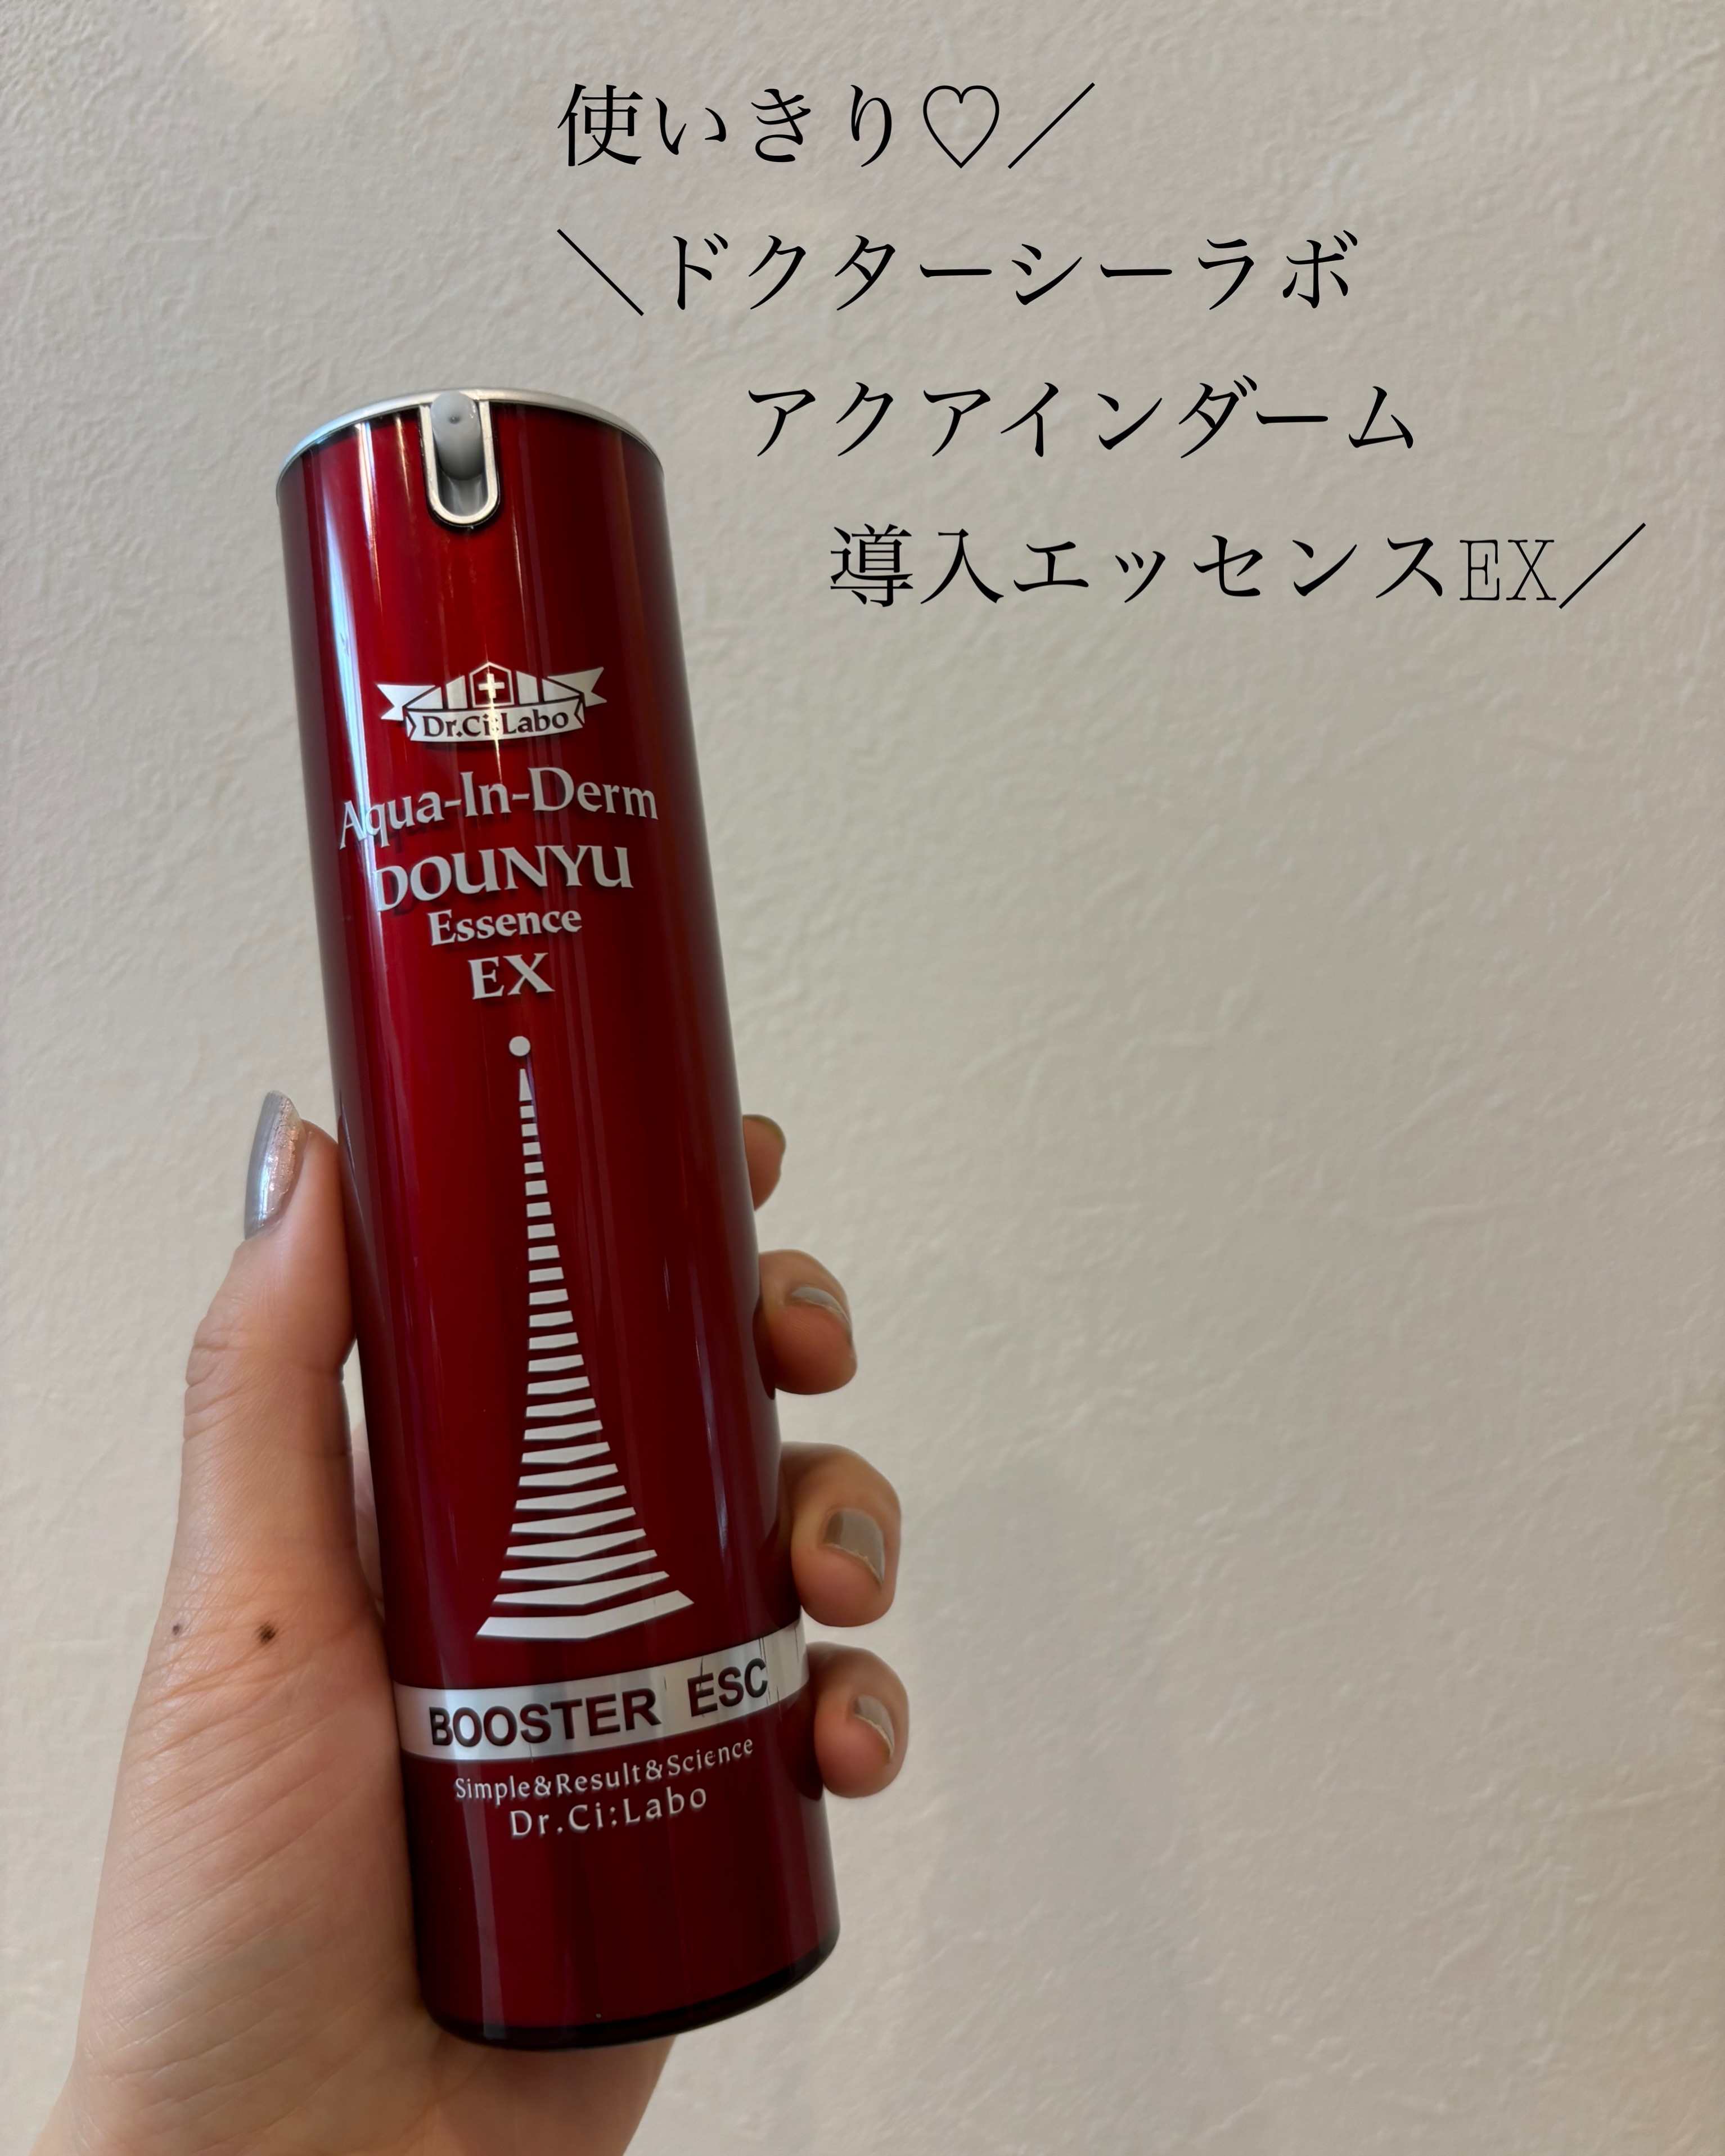 使いきり♡／
＼ドクターシーラボ
アクアインダーム
導入エッセンスEX／
Dr.Ci:Labo
Aqua-In-Derm
DOUNYU
Essence
EX
BOOSTER ESC
Simple&Result&Science
Dr.Ci:Labo